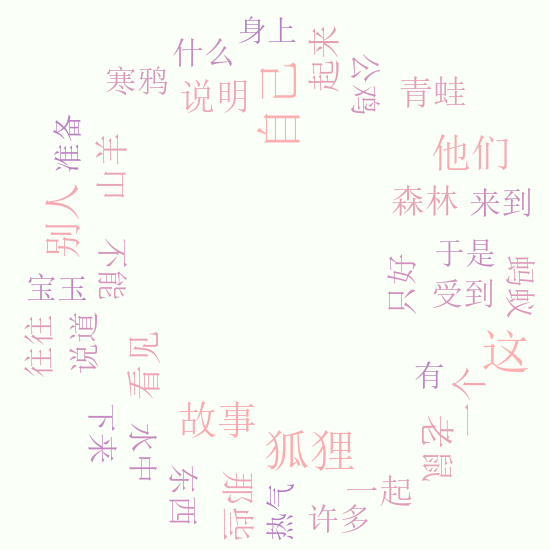 身上
什么
起来
寒鸦
说明
自己
公鸡
青蛙
准备
山羊
他们
别人
森林
来到
不能
于是
只好
蚂蚁
宝玉
受到
往往
说道
看见
这
有
一个
故事
狐狸
老鼠
下来
水中
东西
那些
热气
一起
许多